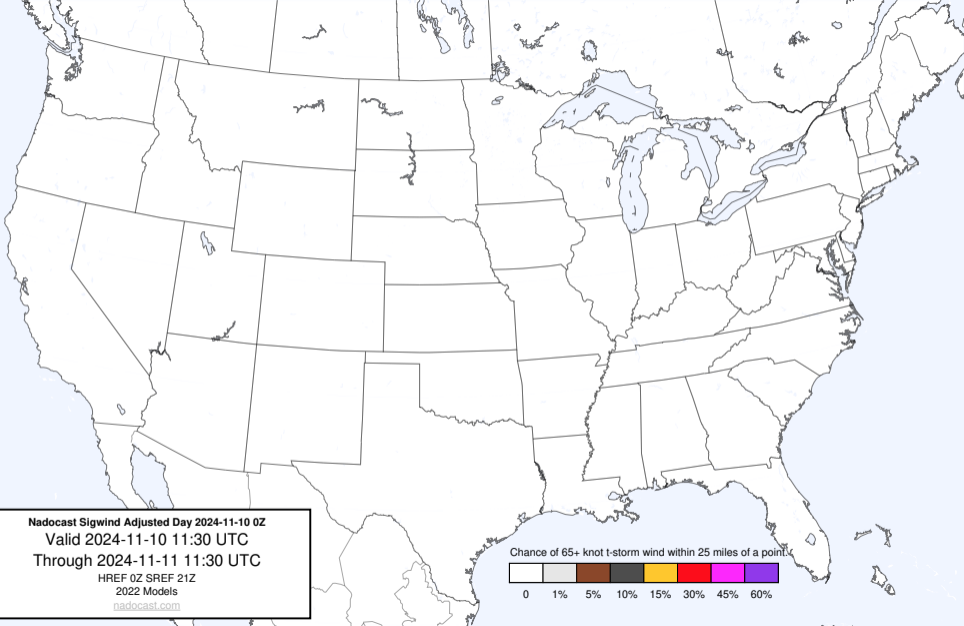 Nadocast Sigwind Adjusted Day 2024-11-10 0Z
Valid 2024-11-10 11:30 UTC
Through 2024-11-11 11:30 UTC
HREF 0Z SREF 21Z
2022 Models
nadocast.com
Chance of 65+ knot t-storm wind within 25 miles of a point.
0 1% 5% 10% 15% 30% 45% 60%